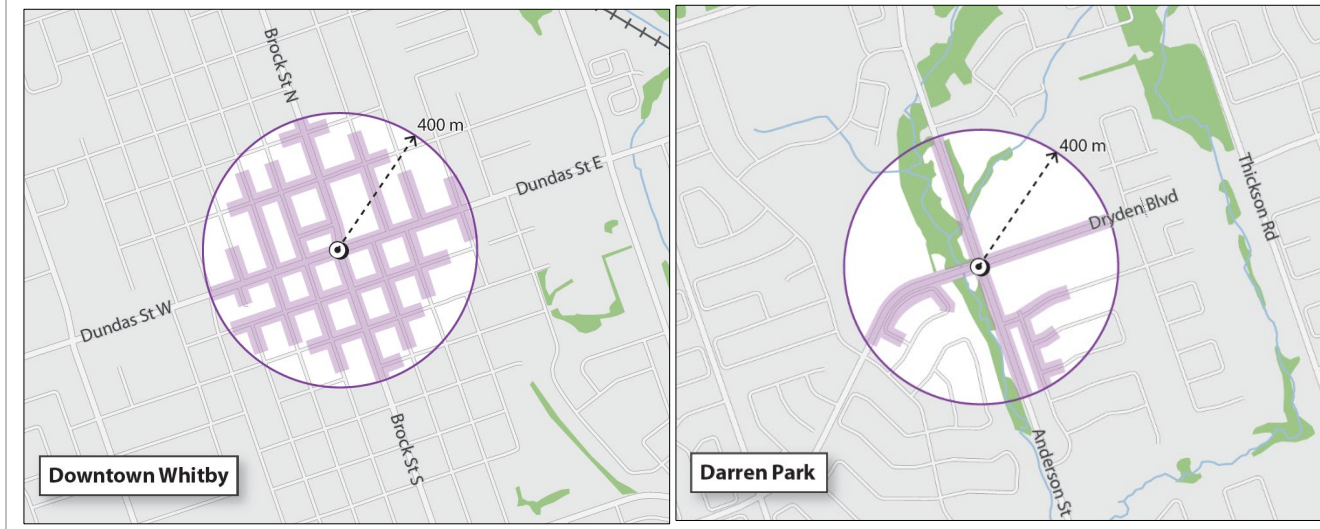 Brock St N
400 m
Dundas St E
Dundas St W
Brock St S
Downtown Whitby
400 m
Thickson Rd
Dryden Blvd
Anderson St
Darren Park